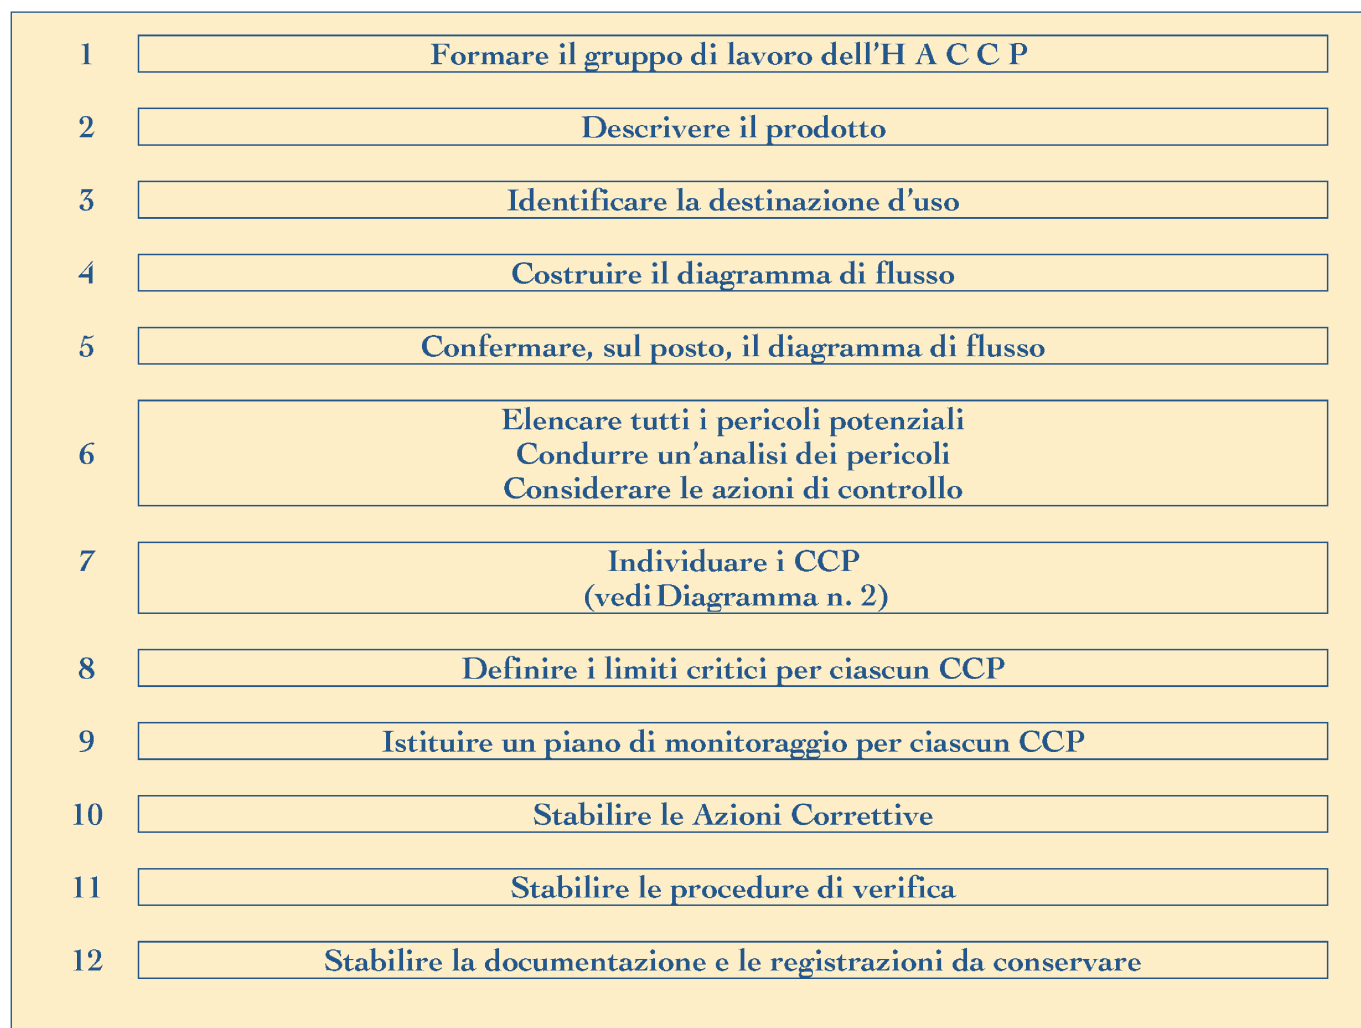 1 Formare il gruppo di lavoro dell'H A C C P
2 Descrivere il prodotto
3 Identificare la destinazione d'uso
4 Costruire il diagramma di flusso
5 Confermare, sul posto, il diagramma di flusso
Elencare tutti i pericoli potenziali
6 Condurre un'analisi dei pericoli
Considerare le azioni di controllo
7 Individuare i CCP
(vedi Diagramma n. 2)
8 Definire i limiti critici per ciascun CCP
9 Istituire un piano di monitoraggio per ciascun CCP
10 Stabilire le Azioni Correttive
11 Stabilire le procedure di verifica
12 Stabilire la documentazione e le registrazioni da conservare